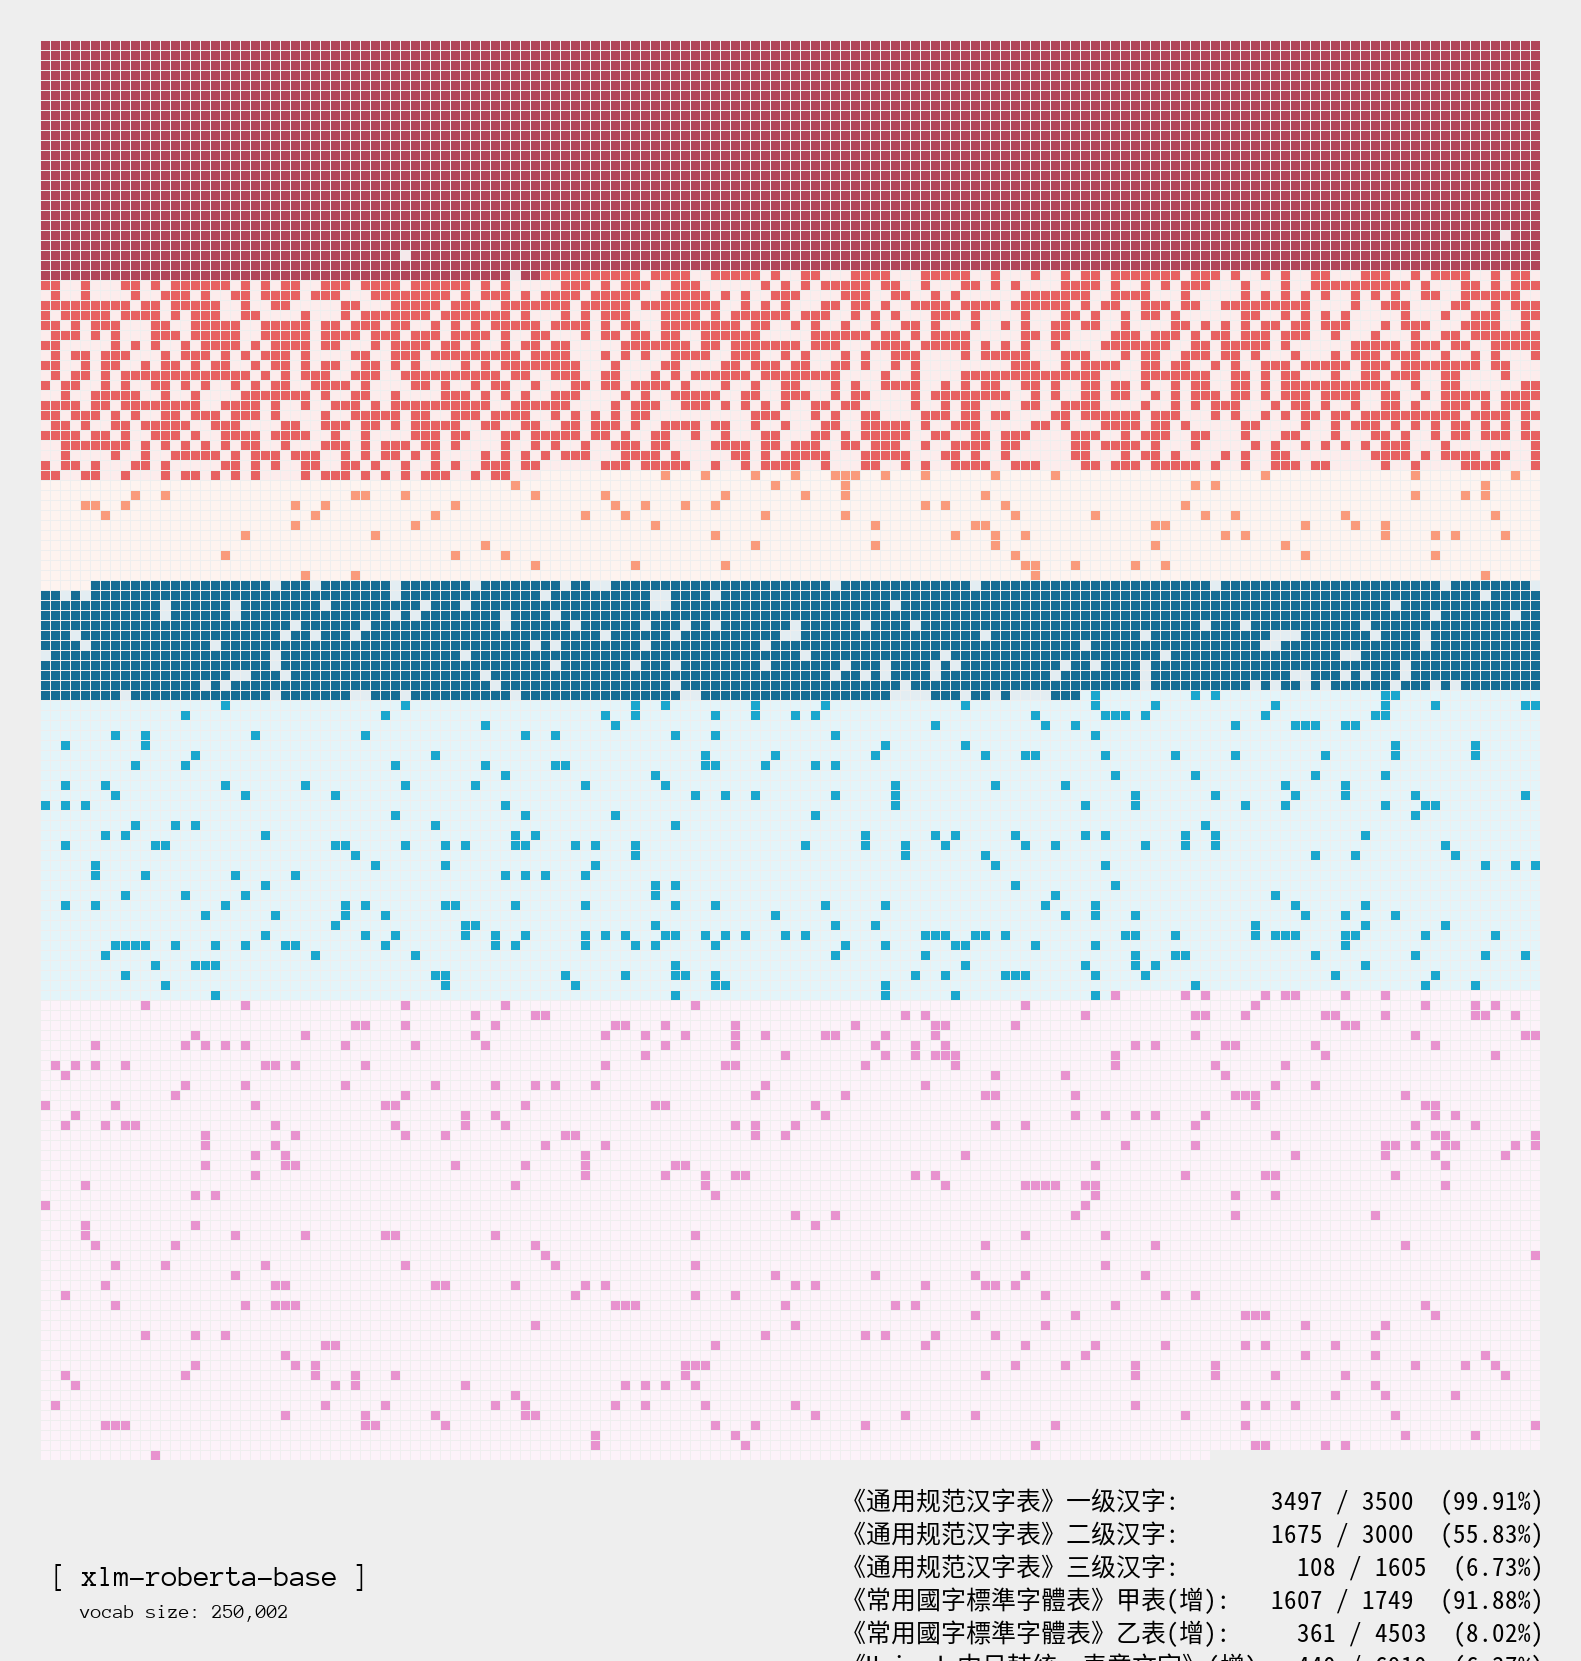 《通用规范汉字表》一级汉字: 3497 / 3500 (99.91%)
《通用规范汉字表》二级汉字: 1675 / 3000 (55.83%)
《通用规范汉字表》三级汉字: 108 / 1605 (6.73%)
《常用國字標準字體表》甲表(增): 1607 / 1749 (91.88%)
《常用國字標準字體表》乙表(增): 361 / 4503 (8.02%)
[ xlm-roberta-base ]
vocab size: 250,002